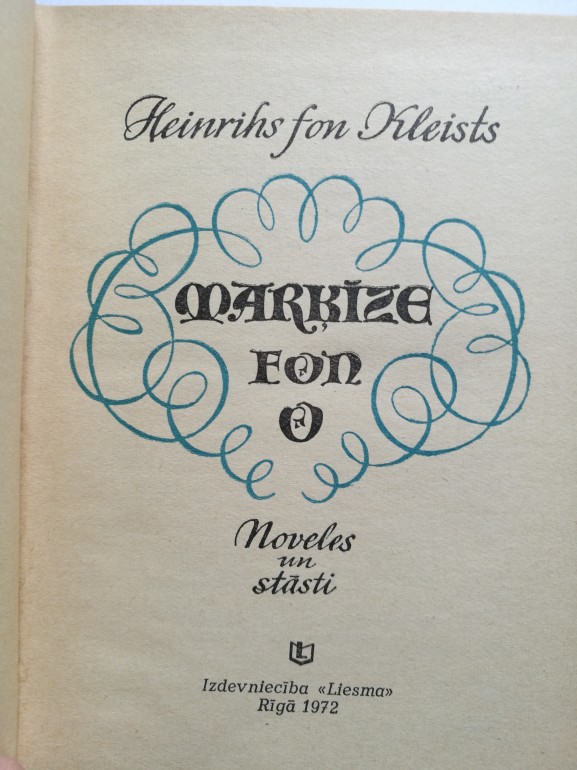 Heinrihs fon Kleists
MARĶĪZE
FON
O
Noveles
un
stāsti
L
Izdevniecība «Liesma»
Rīgā 1972